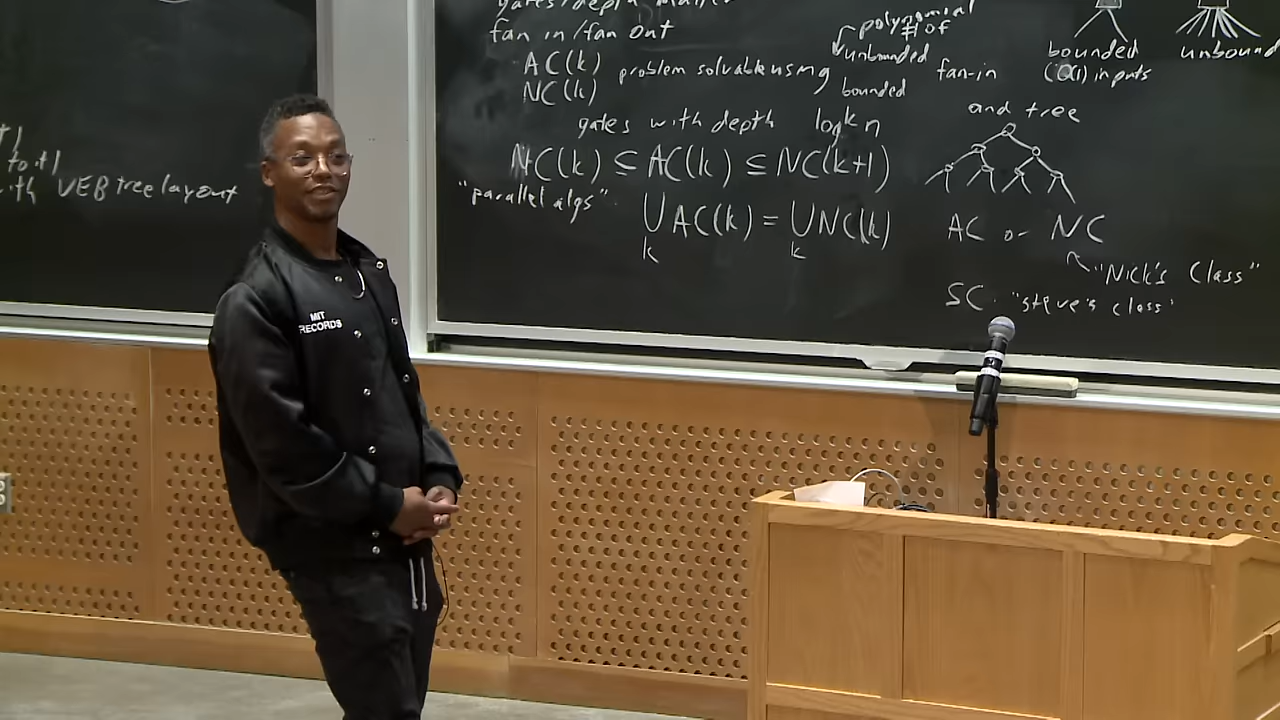 fan in/fan out
AC(k)
NC(k)
problem solvable using
polynomial
# of
unbounded
bounded
fan-in
gates with depth log^k n
NC(k) ⊆ AC(k) ⊆ NC(k+1)
"parallel algs"
∪ AC(k) = ∪ NC(k)
k k
bounded
(O(1)) inputs
unbound
and tree
AC or NC
"Nick's Class"
SC "Steve's class"
to it)
VEB tree layout
MIT
RECORDS